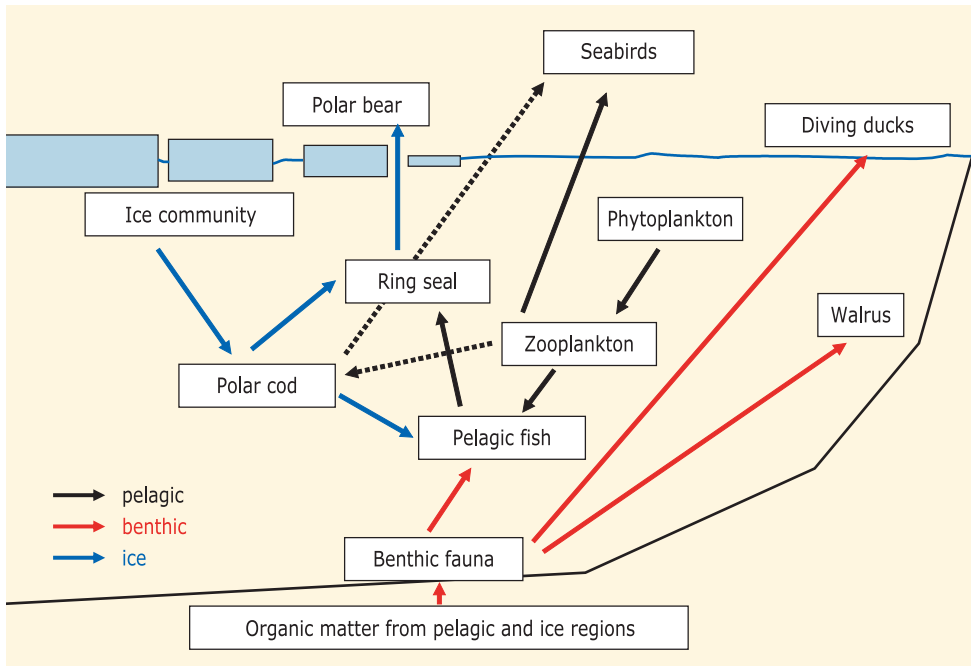 Seabirds
Polar bear
Diving ducks
Ice community
Phytoplankton
Ring seal
Walrus
Zooplankton
Polar cod
Pelagic fish
pelagic
benthic
ice
Benthic fauna
Organic matter from pelagic and ice regions